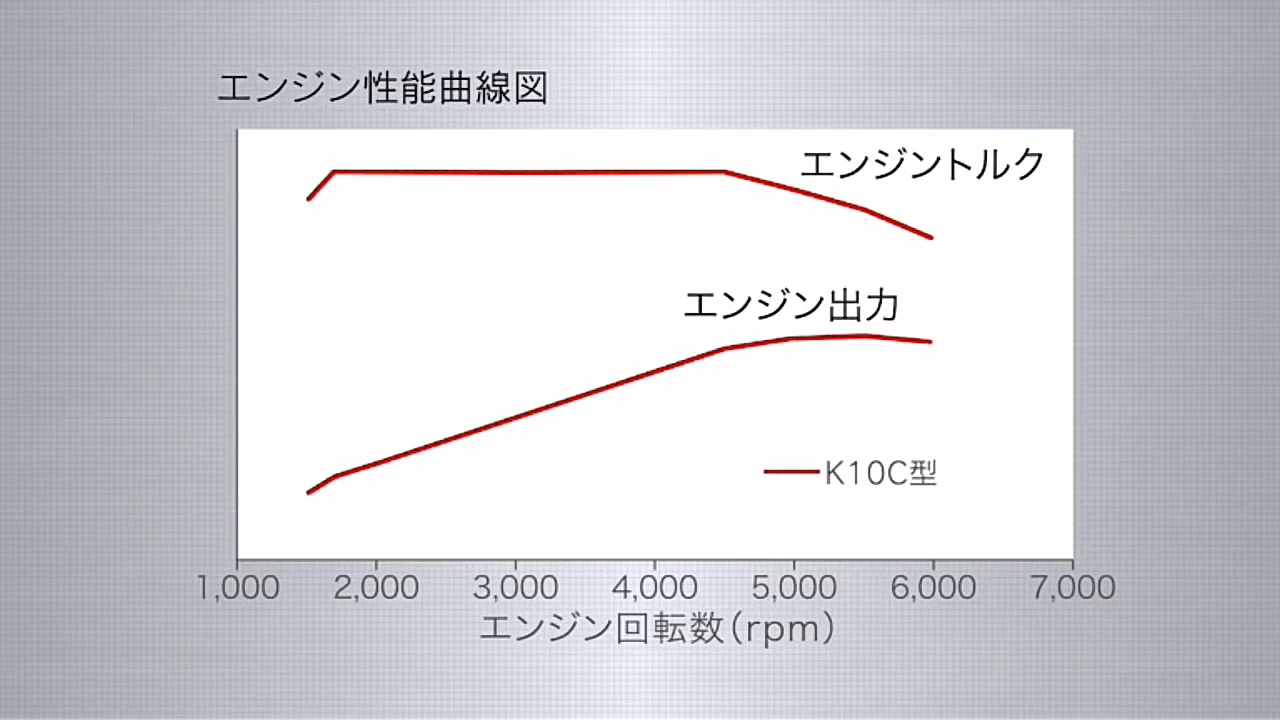 エンジン性能曲線図
エンジントルク
エンジン出力
K10C型
1,000 2,000 3,000 4,000 5,000 6,000 7,000
エンジン回転数(rpm)